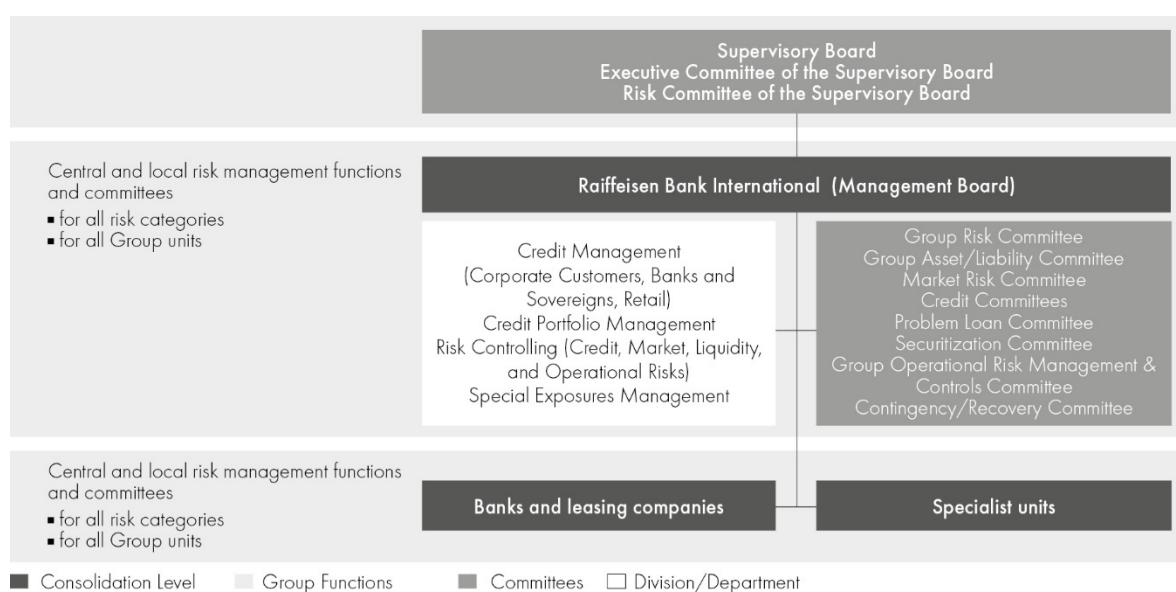 Supervisory Board
Executive Committee of the Supervisory Board
Risk Committee of the Supervisory Board
Central and local risk management functions
and committees
▪ for all risk categories
▪ for all Group units
Raiffeisen Bank International (Management Board)
Credit Management
(Corporate Customers, Banks and
Sovereigns, Retail)
Credit Portfolio Management
Risk Controlling (Credit, Market, Liquidity,
and Operational Risks)
Special Exposures Management
Group Risk Committee
Group Asset/Liability Committee
Market Risk Committee
Credit Committees
Problem Loan Committee
Securitization Committee
Group Operational Risk Management &
Controls Committee
Contingency/Recovery Committee
Central and local risk management functions
and committees
▪ for all risk categories
▪ for all Group units
Banks and leasing companies
Specialist units
Consolidation Level
Group Functions
Committees
Division/Department